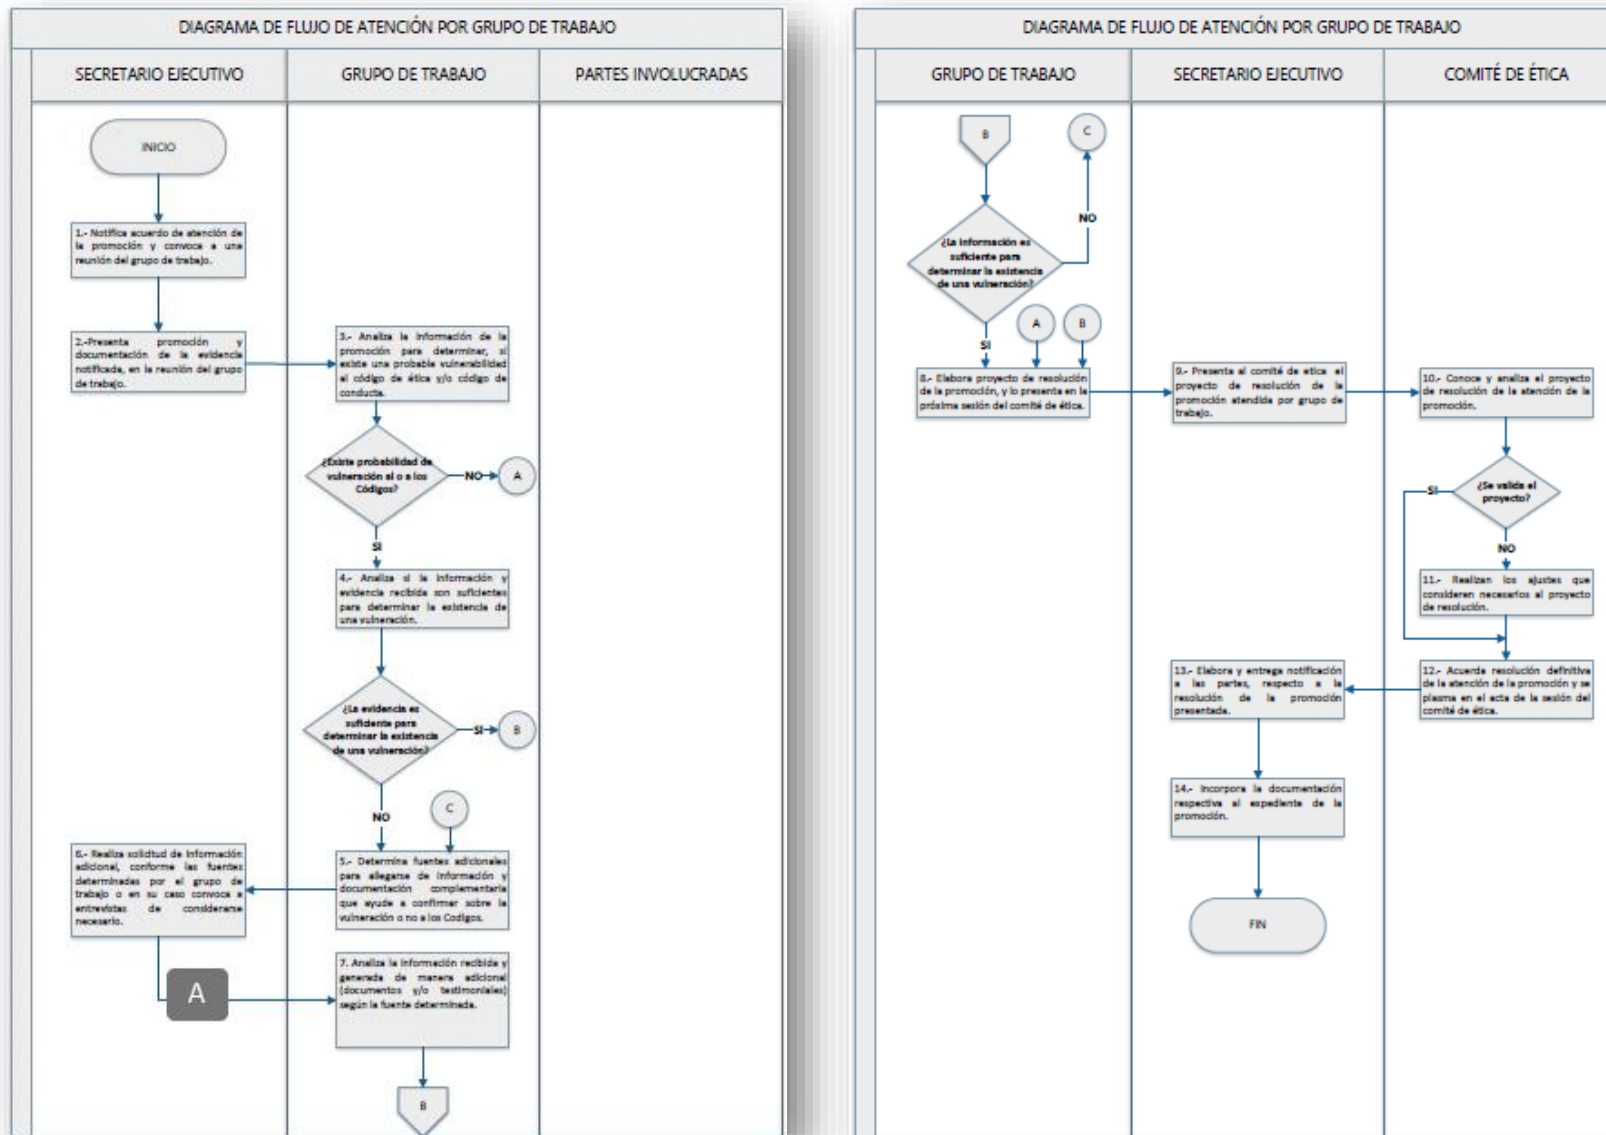 DIAGRAMA DE FLUJO DE ATENCIÓN POR GRUPO DE TRABAJO
SECRETARIO EJECUTIVO
GRUPO DE TRABAJO
PARTES INVOLUCRADAS
INICIO
1.- Notifica acuerdo de atención de
la promoción y convoca a una
reunión del grupo de trabajo.
2.-Presenta promoción y
documentación de la evidencia
notificada, en la reunión del grupo
de trabajo.
3.- Analiza la información de la
promoción para determinar, si
existe una probable vulnerabilidad
al código de ética y/o código de
conducta.
¿Existe probabilidad de
vulneración al o a los
Códigos?
NO
A
SI
4.- Analiza si la información y
evidencia recibida son suficientes
para determinar la existencia de
una vulneración.
¿La evidencia es
suficiente para
determinar la existencia
de una vulneración?
SI
B
NO
C
5.- Determina fuentes adicionales
para allegarse de información y
documentación complementaria
que ayude a confirmar sobre la
vulneración o no a los Codigos.
6.- Realiza solicitud de información
adicional, conforme las fuentes
determinadas por el grupo de
trabajo o en su caso convoca a
entrevistas de considerarse
necesario.
A
7. Analiza la información recibida y
generada de manera adicional
(documentos y/o testimoniales)
según la fuente determinada.
B
DIAGRAMA DE FLUJO DE ATENCIÓN POR GRUPO DE TRABAJO
GRUPO DE TRABAJO
SECRETARIO EJECUTIVO
COMITÉ DE ÉTICA
B
C
NO
¿La información es
suficiente para
determinar la existencia
de una vulneración?
A
B
SI
8.- Elabora proyecto de resolución
de la promoción, y lo presenta en la
próxima sesión del comité de ética.
9.- Presenta al comité de etica el
proyecto de resolución de la
promoción atendida por grupo de
trabajo.
10.- Conoce y analiza el proyecto
de resolución de la atención de la
promoción.
¿Se valida el
proyecto?
SI
NO
11.- Realizan los ajustes que
consideren necesarios al proyecto
de resolución.
12.- Acuerda resolución definitiva
de la atención de la promoción y se
plasma en el acta de la sesión del
comité de ética.
13.- Elabora y entrega notificación
a las partes, respecto a la
resolución de la promoción
presentada.
14.- Incorpora la documentación
respectiva al expediente de la
promoción.
FIN